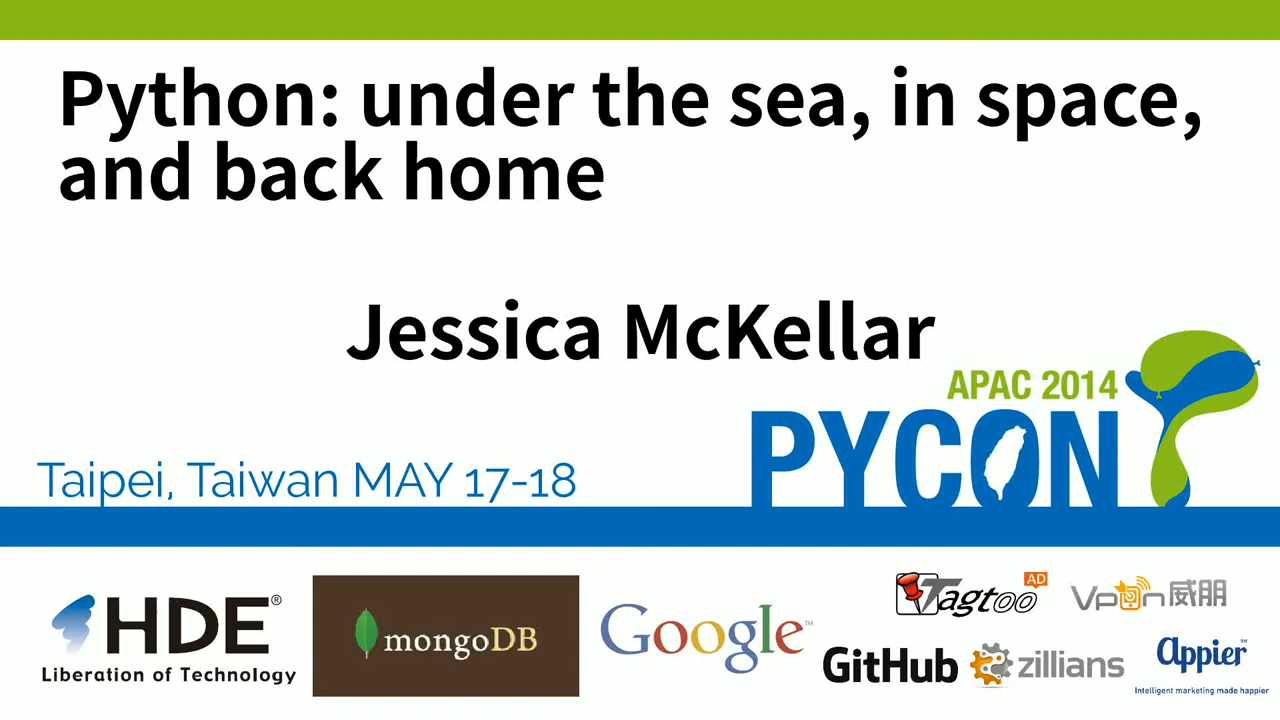 Python: under the sea, in space,
and back home
Jessica McKellar
APAC 2014
PYCON
Taipei, Taiwan MAY 17-18
HDE®
Liberation of Technology
mongoDB
Google™
Tagtoo AD
Vpon威朋
GitHub
zillians
Appier℠
Intelligent marketing made happier